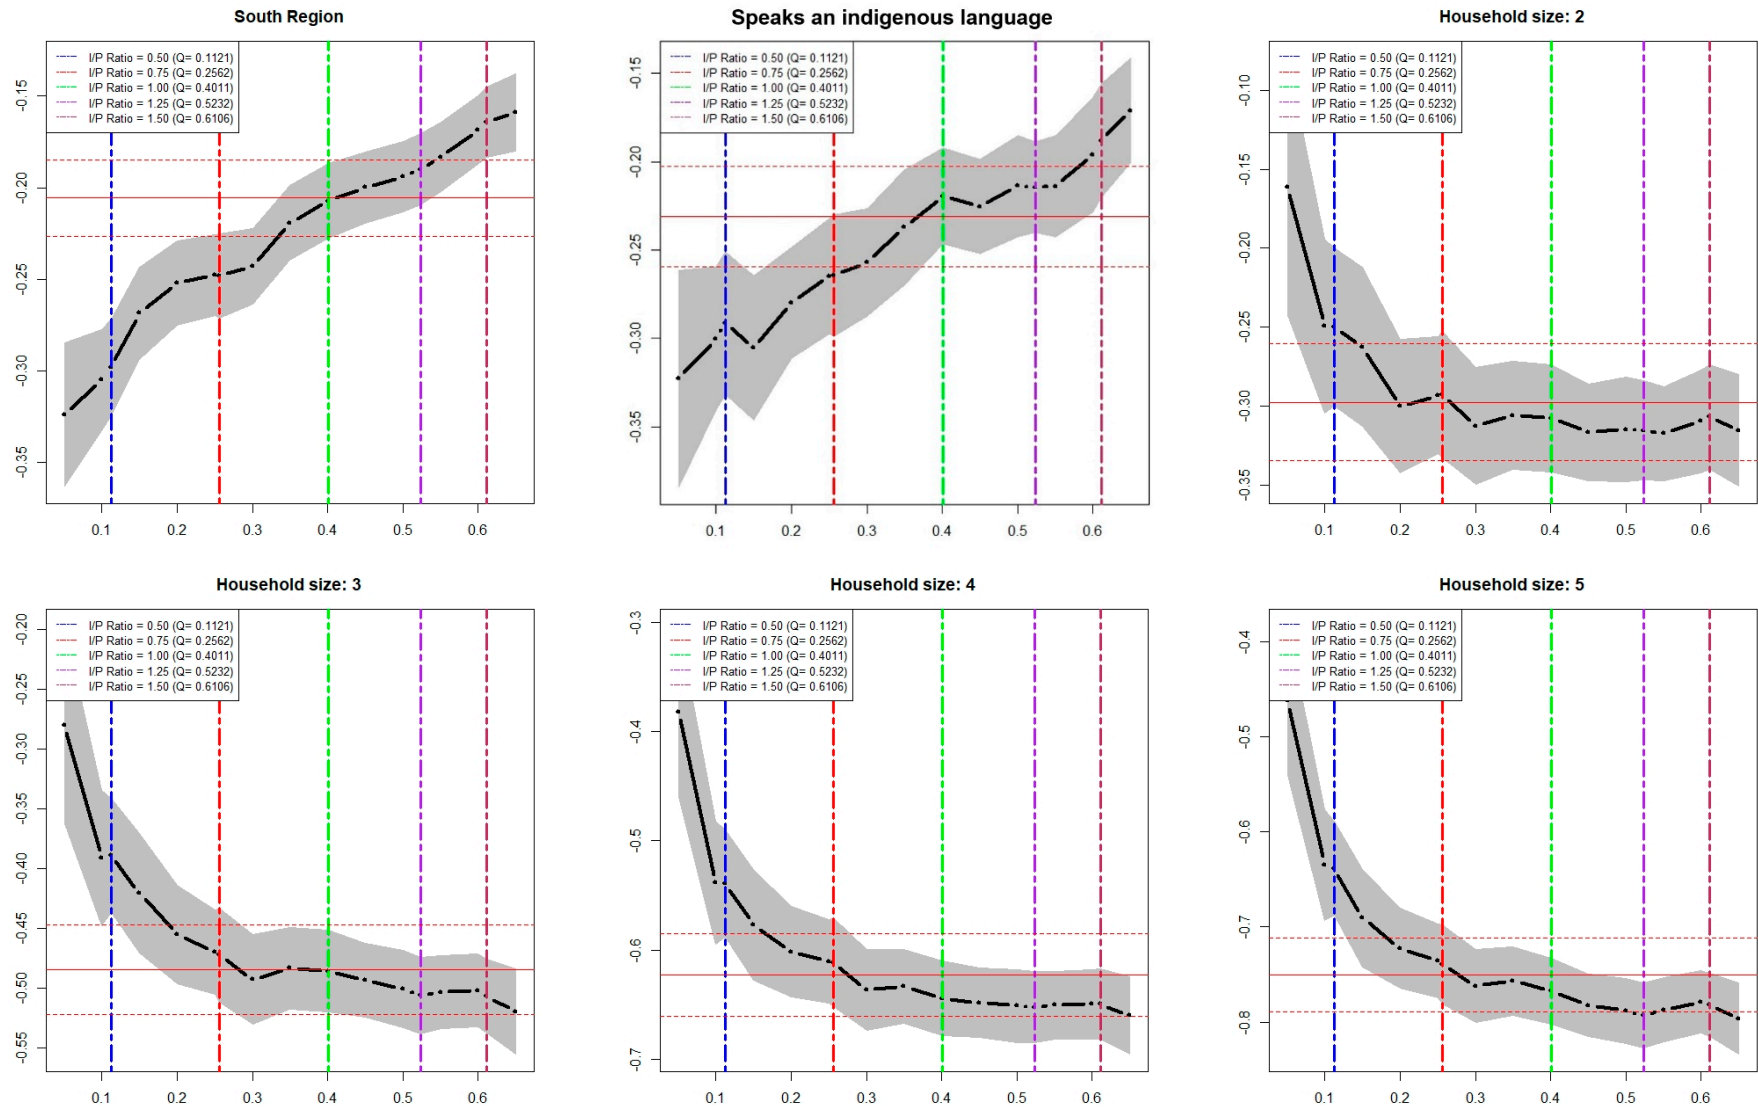 South Region
I/P Ratio = 0.50 (Q= 0.1121)
I/P Ratio = 0.75 (Q= 0.2562)
I/P Ratio = 1.00 (Q= 0.4011)
I/P Ratio = 1.25 (Q= 0.5232)
I/P Ratio = 1.50 (Q= 0.6106)
-0.15
-0.20
-0.25
-0.30
-0.35
0.1 0.2 0.3 0.4 0.5 0.6
Speaks an indigenous language
I/P Ratio = 0.50 (Q= 0.1121)
I/P Ratio = 0.75 (Q= 0.2562)
I/P Ratio = 1.00 (Q= 0.4011)
I/P Ratio = 1.25 (Q= 0.5232)
I/P Ratio = 1.50 (Q= 0.6106)
-0.15
-0.20
-0.25
-0.30
-0.35
0.1 0.2 0.3 0.4 0.5 0.6
Household size: 2
I/P Ratio = 0.50 (Q= 0.1121)
I/P Ratio = 0.75 (Q= 0.2562)
I/P Ratio = 1.00 (Q= 0.4011)
I/P Ratio = 1.25 (Q= 0.5232)
I/P Ratio = 1.50 (Q= 0.6106)
-0.10
-0.15
-0.20
-0.25
-0.30
-0.35
0.1 0.2 0.3 0.4 0.5 0.6
Household size: 3
I/P Ratio = 0.50 (Q= 0.1121)
I/P Ratio = 0.75 (Q= 0.2562)
I/P Ratio = 1.00 (Q= 0.4011)
I/P Ratio = 1.25 (Q= 0.5232)
I/P Ratio = 1.50 (Q= 0.6106)
-0.20
-0.25
-0.30
-0.35
-0.40
-0.45
-0.50
-0.55
0.1 0.2 0.3 0.4 0.5 0.6
Household size: 4
I/P Ratio = 0.50 (Q= 0.1121)
I/P Ratio = 0.75 (Q= 0.2562)
I/P Ratio = 1.00 (Q= 0.4011)
I/P Ratio = 1.25 (Q= 0.5232)
I/P Ratio = 1.50 (Q= 0.6106)
-0.3
-0.4
-0.5
-0.6
-0.7
0.1 0.2 0.3 0.4 0.5 0.6
Household size: 5
I/P Ratio = 0.50 (Q= 0.1121)
I/P Ratio = 0.75 (Q= 0.2562)
I/P Ratio = 1.00 (Q= 0.4011)
I/P Ratio = 1.25 (Q= 0.5232)
I/P Ratio = 1.50 (Q= 0.6106)
-0.4
-0.5
-0.6
-0.7
-0.8
0.1 0.2 0.3 0.4 0.5 0.6